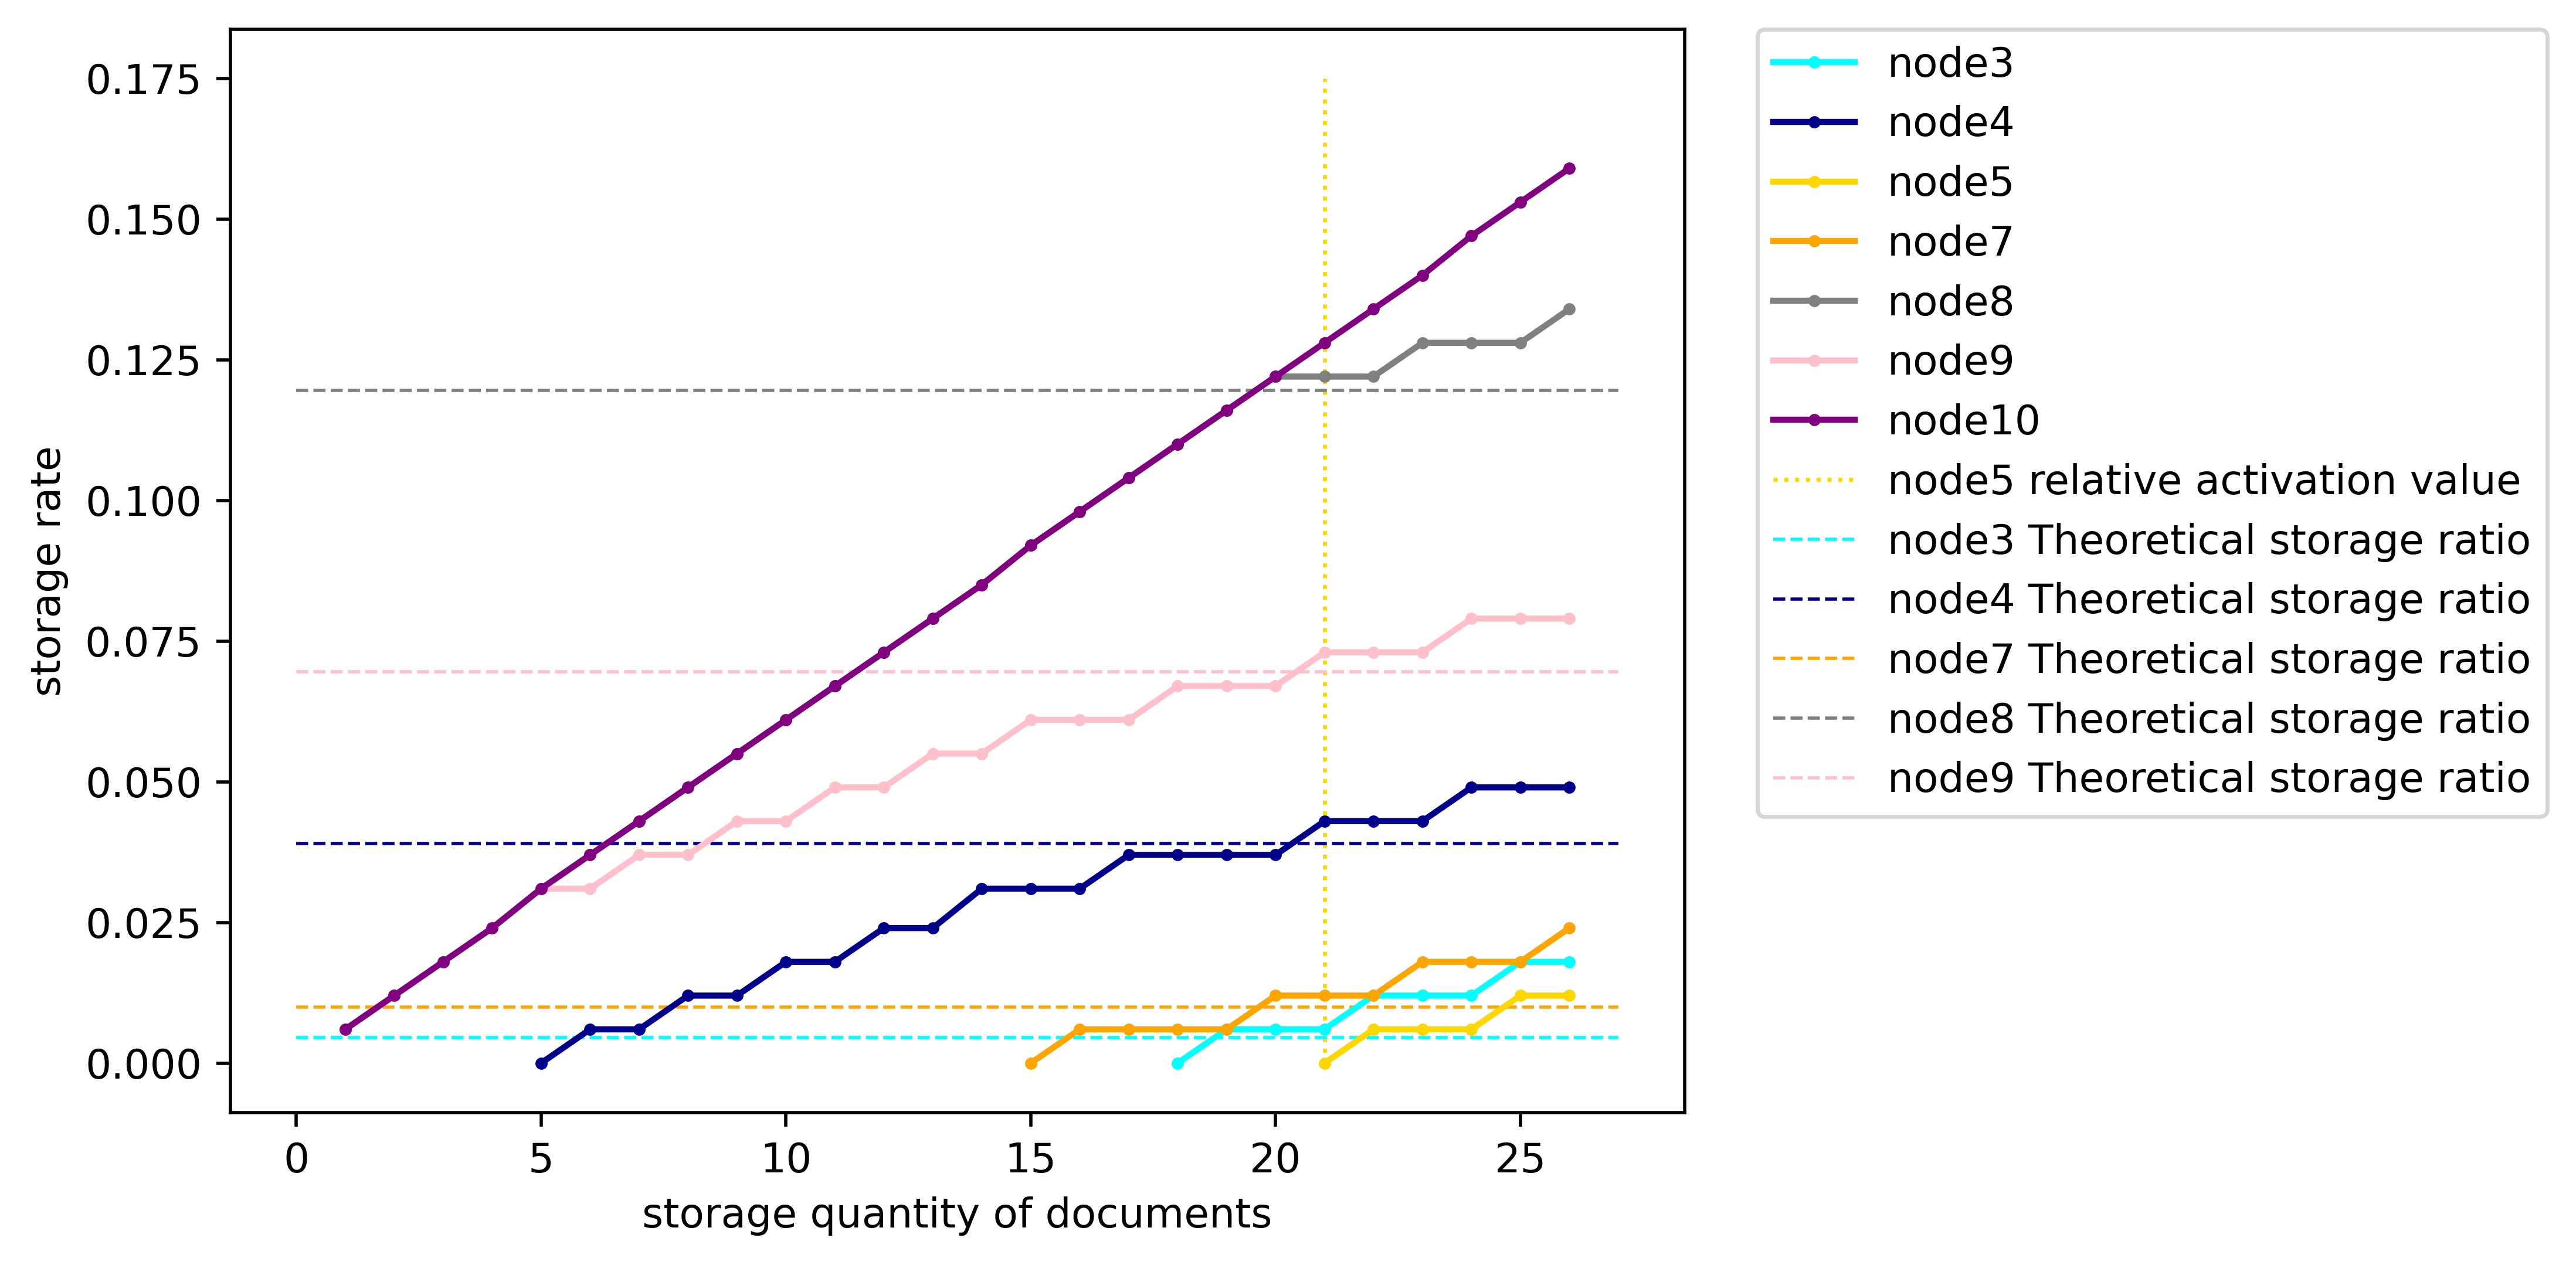 0.175
0.150
0.125
0.100
0.075
0.050
0.025
0.000
storage rate
0 5 10 15 20 25
storage quantity of documents
node3
node4
node5
node7
node8
node9
node10
node5 relative activation value
node3 Theoretical storage ratio
node4 Theoretical storage ratio
node7 Theoretical storage ratio
node8 Theoretical storage ratio
node9 Theoretical storage ratio